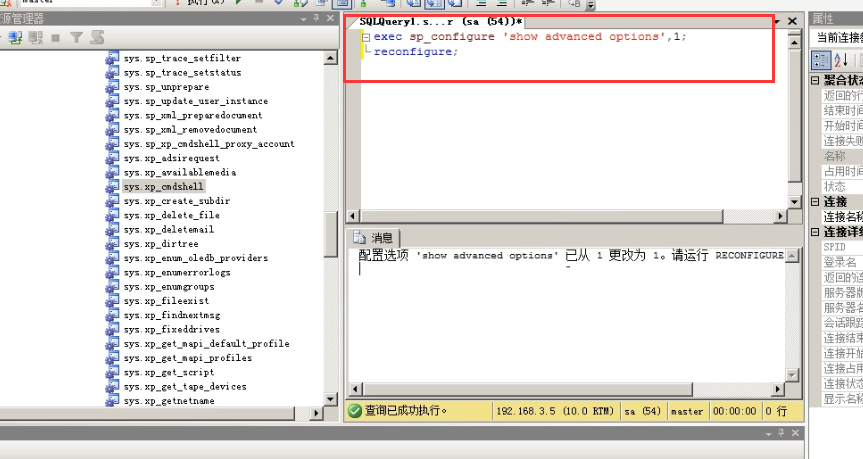 master
执行(X)
源管理器
sys.sp_trace_setfilter
sys.sp_trace_setstatus
sys.sp_unprepare
sys.sp_update_user_instance
sys.sp_xml_preparedocument
sys.sp_xml_removedocument
sys.sp_xp_cmdshell_proxy_account
sys.xp_adsirequest
sys.xp_availablemedia
sys.xp_cmdshell
sys.xp_create_subdir
sys.xp_delete_file
sys.xp_deletemail
sys.xp_dirtree
sys.xp_enum_oledb_providers
sys.xp_enumerrorlogs
sys.xp_enumgroups
sys.xp_fileexist
sys.xp_findnextmsg
sys.xp_fixeddrives
sys.xp_get_mapi_default_profile
sys.xp_get_mapi_profiles
sys.xp_get_script
sys.xp_get_tape_devices
sys.xp_getnetname
SQLQuery1.s...r (sa (54))*
exec sp_configure 'show advanced options',1;
reconfigure;
消息
配置选项 'show advanced options' 已从 1 更改为 1。请运行 RECONFIGURE
查询已成功执行。
192.168.3.5 (10.0 RTM)
sa (54)
master
00:00:00
0 行
属性
当前连接
聚合状
返回的行
结束时间
开始时间
连接失败
名称
占用时间
状态
连接
连接名称
连接详细
SPID
登录名
返回的连
服务器版
服务器名
会话跟踪
连接结束
连接开始
连接占用
连接状态
显示名称